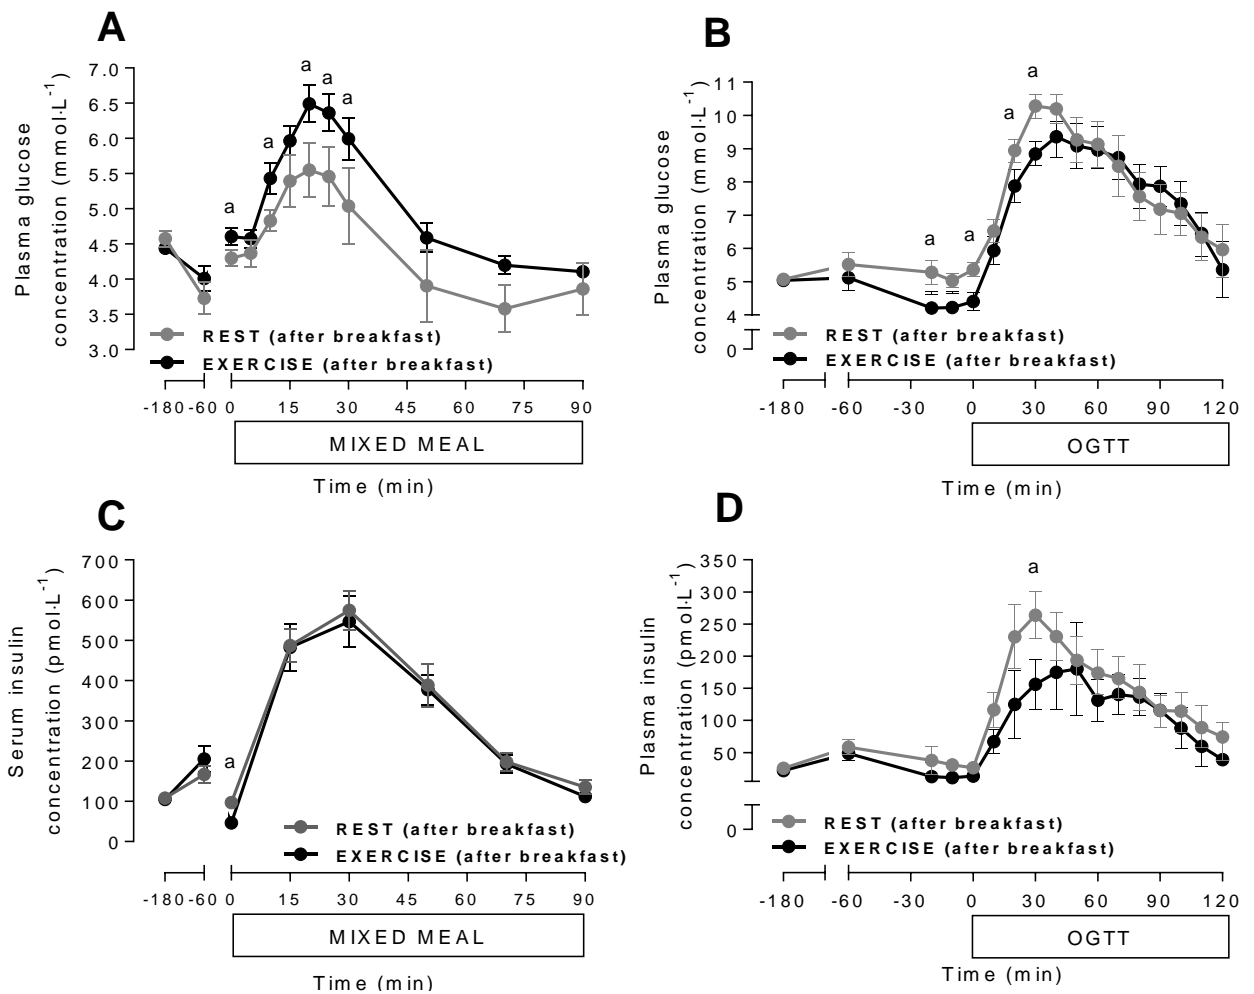 A
Plasma glucose
concentration (mmol·L⁻¹)
7.0
6.5
6.0
5.5
5.0
4.5
4.0
3.5
3.0
a
a
a
a
a
REST (after breakfast)
EXERCISE (after breakfast)
-180 -60 0 15 30 45 60 75 90
MIXED MEAL
Time (min)
B
Plasma glucose
concentration (mmol·L⁻¹)
11
10
9
8
7
6
5
4
0
a
a
a
a
REST (after breakfast)
EXERCISE (after breakfast)
-180 -60 -30 0 30 60 90 120
OGTT
Time (min)
C
Serum insulin
concentration (pmol·L⁻¹)
700
600
500
400
300
200
100
0
a
REST (after breakfast)
EXERCISE (after breakfast)
-180 -60 0 15 30 45 60 75 90
MIXED MEAL
Time (min)
D
Plasma insulin
concentration (pmol·L⁻¹)
350
300
250
200
150
100
50
0
a
REST (after breakfast)
EXERCISE (after breakfast)
-180 -60 -30 0 30 60 90 120
OGTT
Time (min)